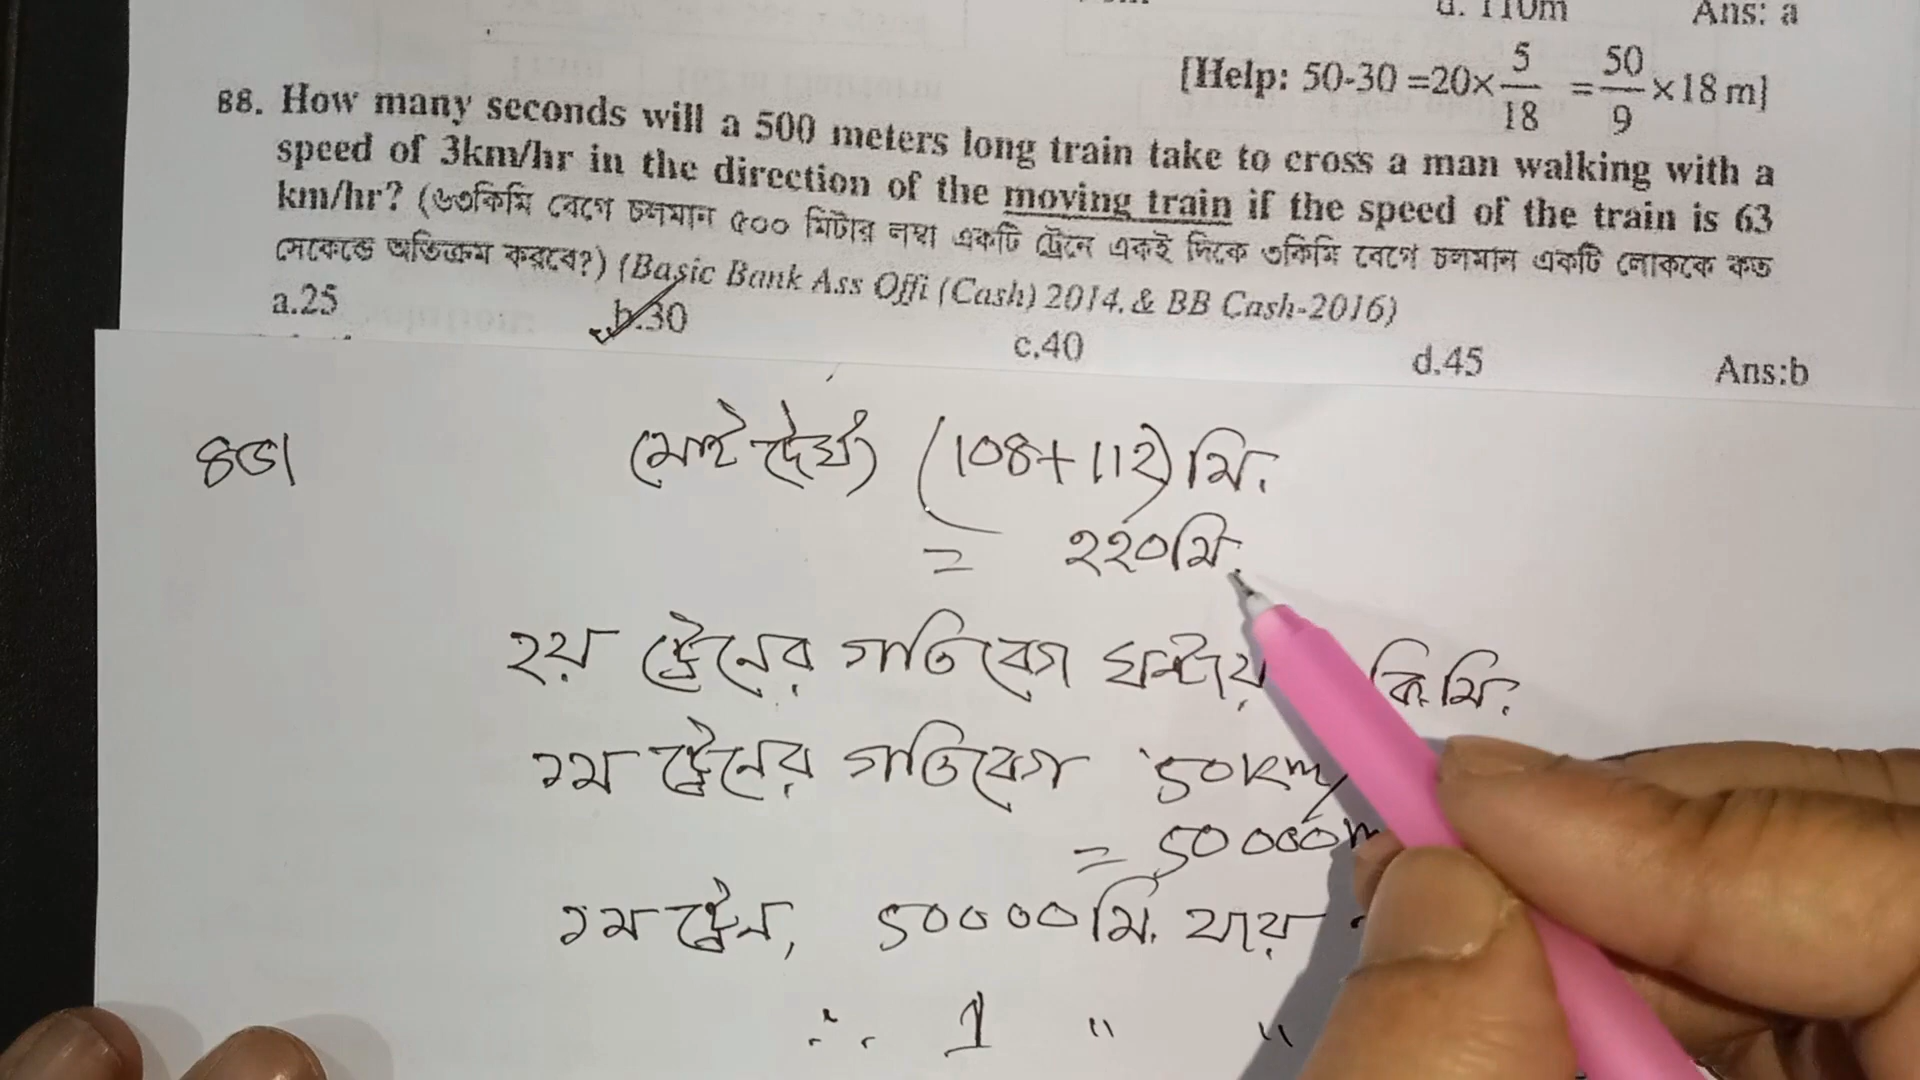 d. 110m Ans: a
[Help: 50-30 =20×5/18 =50/9×18 m]
88. How many seconds will a 500 meters long train take to cross a man walking with a
speed of 3km/hr in the direction of the moving train if the speed of the train is 63
km/hr? (৬৩কিমি বেগে চলমান ৫০০ মিটার লম্বা একটি ট্রেনে একই দিকে ৩কিমি বেগে চলমান একটি লোককে কত
সেকেন্ডে অতিক্রম করবে?) (Basic Bank Ass Offi (Cash) 2014, & BB Cash-2016)
a.25 b.30 c.40 d.45 Ans:b
(108+112) মি.
= ২২০মি.
২য় ট্রেনের গতিবেগ ঘন্টায় কি.মি.
১ম ট্রেনের গতিবেগ 50km/
= 50000m
১ম ট্রেন, 50000মি. যায়
∴ 1 " "